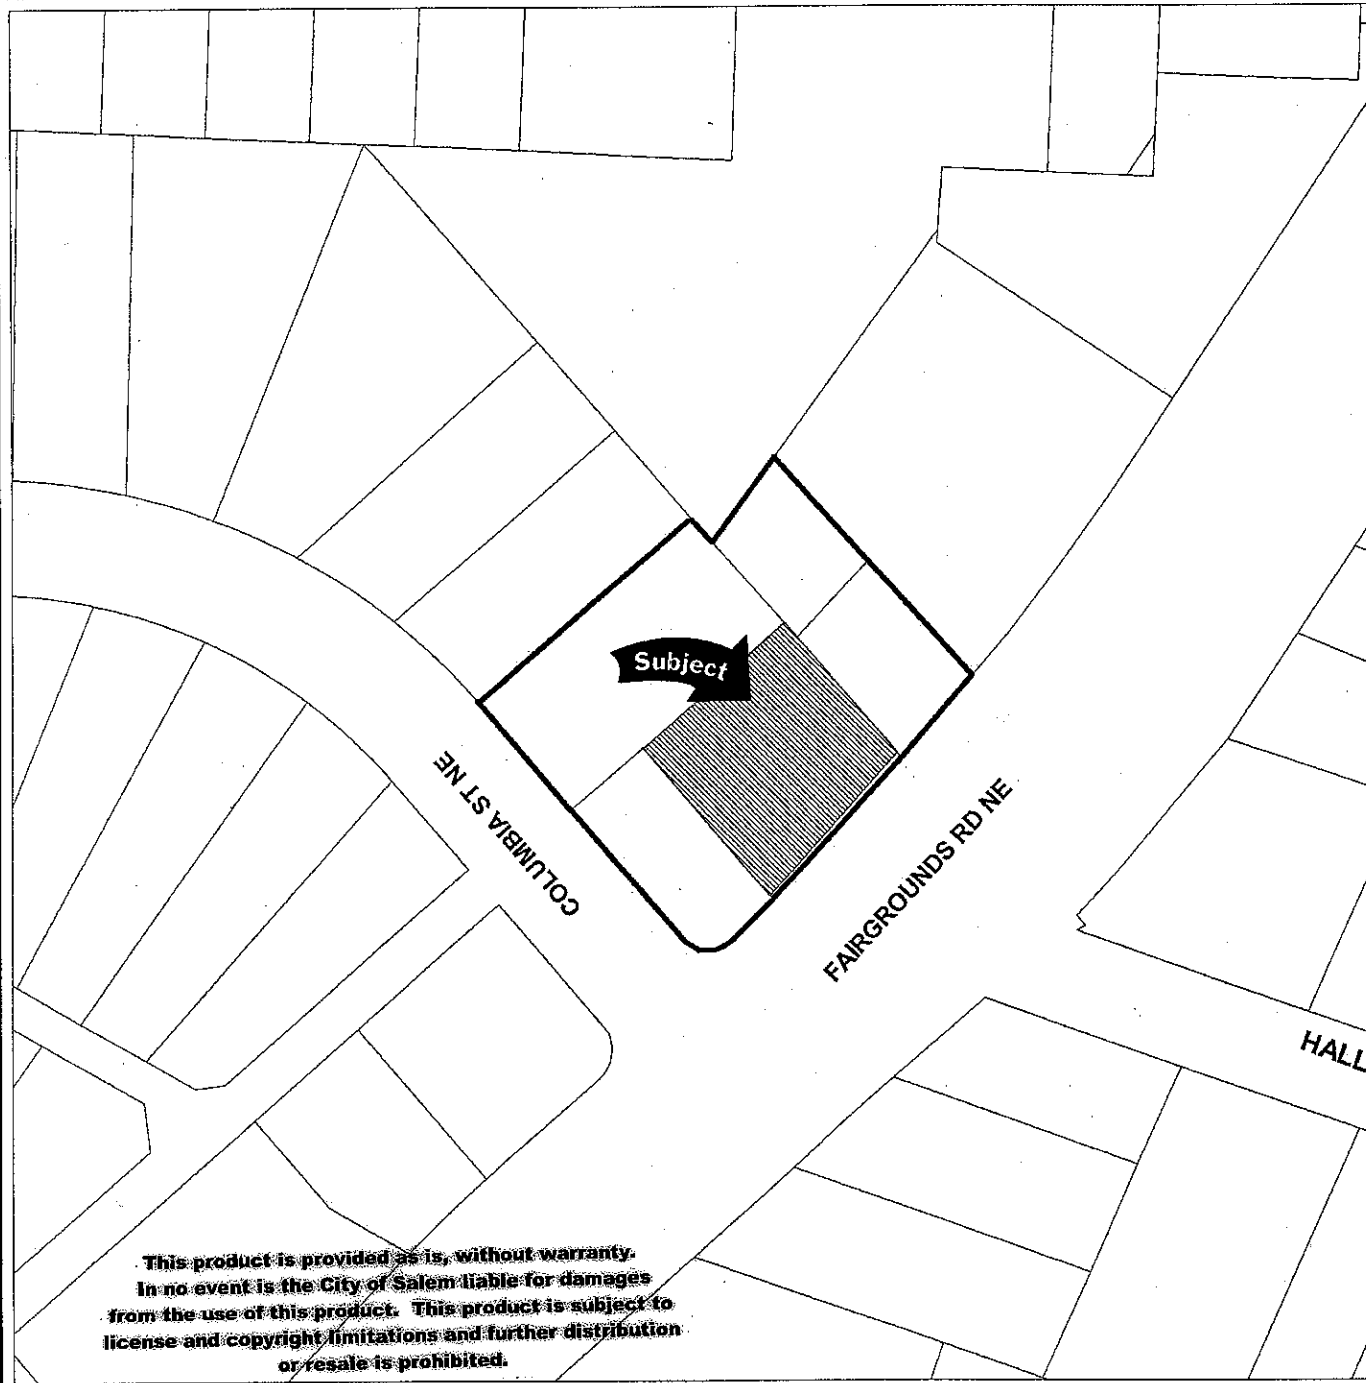 Subject
COLUMBIA ST NE
FAIRGROUNDS RD NE
HALL
This product is provided as is, without warranty.
In no event is the City of Salem liable for damages
from the use of this product. This product is subject to
license and copyright limitations and further distribution
or resale is prohibited.